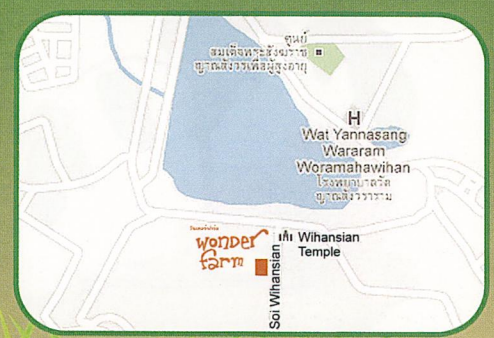 ศูนย์
สมเด็จพระสังฆราช
ญาณสังวรเพื่อผู้สูงอายุ
H
Wat Yannasang
Wararam
Woramahawihan
โรงพยาบาลวัด
ญาณสังวราราม
wonder
farm
Wihansian
Temple
Soi Wihansian